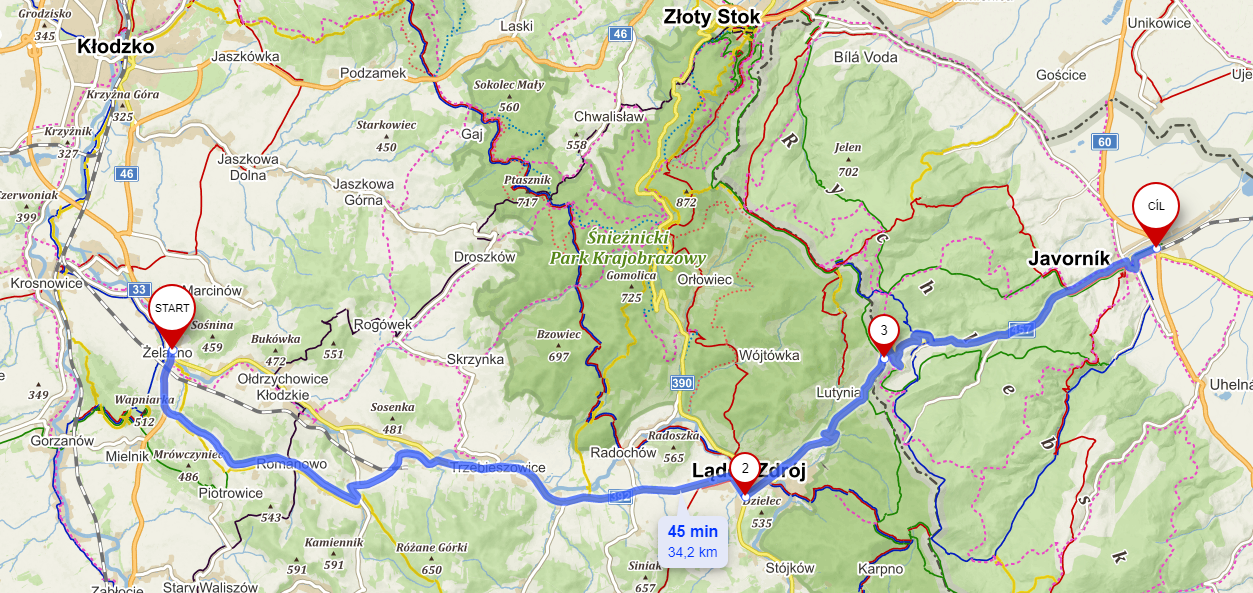 Grodzisko
345
Kłodzko
Jaszkówka
Laski
46
Złoty Stok
Bílá Voda
Unikowice
Gościce
Podzamek
Krzyżna Góra
325
Sokolec Mały
560
Krzyżnik
327
Starkowiec
450
Gaj
Chwalisław
558
Jelen
702
60
46
Jaszkowa
Dolna
Jaszkowa
Górna
Ptasznik
717
872
399
CÍL
Śnieżnicki
Park Krajobrazowy
Droszków
Gomolica
725
Orłowiec
Javorník
Krosnowice
33
Marcinów
START
Sośnina
459
Bukówka
472
551
Rogówek
Bzowiec
697
3
Skrzynka
Wójtówka
349
Wapniarka
512
Ołdrzychowice
Kłodzkie
390
Lutynia
Sosenka
481
Gorzanów
Mielnik
Mrówczyniec
486
Romanowo
Trzebieszowice
Radochów
Radoszka
565
2
Piotrowice
543
392
Dzielec
535
45 min
34,2 km
Kamiennik
591
591
Różane Górki
650
657
Stójków
Karpno
Stary Waliszów
R y c h l e b s k